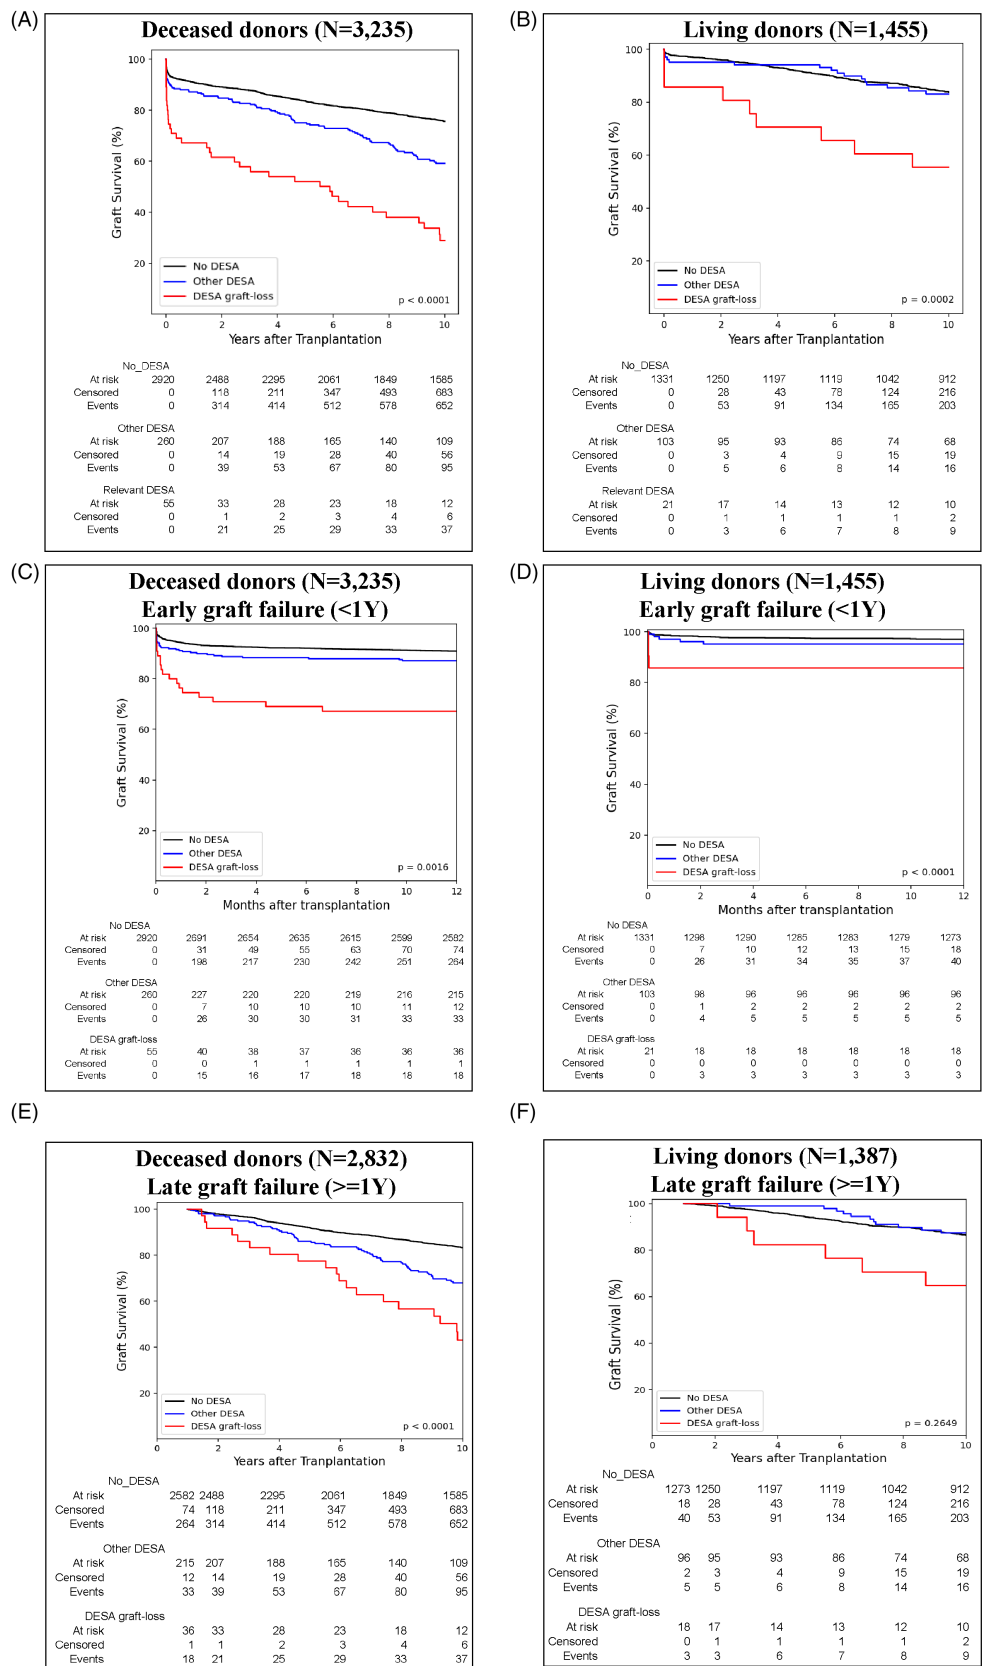 (A)
Deceased donors (N=3,235)
100
80
60
40
20
Graft Survival (%)
No DESA
Other DESA
DESA graft-loss
p < 0.0001
0 2 4 6 8 10
Years after Tranplantation
No_DESA
At risk 2920 2488 2295 2061 1849 1585
Censored 0 118 211 347 493 683
Events 0 314 414 512 578 652
Other DESA
At risk 260 207 188 165 140 109
Censored 0 14 19 28 40 56
Events 0 39 53 67 80 95
Relevant DESA
At risk 55 33 28 23 18 12
Censored 0 1 2 3 4 6
Events 0 21 25 29 33 37
(B)
Living donors (N=1,455)
100
80
60
40
20
Graft Survival (%)
No DESA
Other DESA
DESA graft-loss
p = 0.0002
0 2 4 6 8 10
Years after Tranplantation
No_DESA
At risk 1331 1250 1197 1119 1042 912
Censored 0 28 43 78 124 216
Events 0 53 91 134 165 203
Other DESA
At risk 103 95 93 86 74 68
Censored 0 3 4 9 15 19
Events 0 5 6 8 14 16
Relevant DESA
At risk 21 17 14 13 12 10
Censored 0 1 1 1 1 2
Events 0 3 6 7 8 9
(C)
Deceased donors (N=3,235)
Early graft failure (<1Y)
100
80
60
40
20
Graft Survival (%)
No DESA
Other DESA
DESA graft-loss
p = 0.0016
0 2 4 6 8 10 12
Months after transplantation
No DESA
At risk 2920 2691 2654 2635 2615 2599 2582
Censored 0 31 49 55 63 70 74
Events 0 198 217 230 242 251 264
Other DESA
At risk 260 227 220 220 219 216 215
Censored 0 7 10 10 10 11 12
Events 0 26 30 30 31 33 33
DESA graft-loss
At risk 55 40 38 37 36 36 36
Censored 0 0 1 1 1 1 1
Events 0 15 16 17 18 18 18
(D)
Living donors (N=1,455)
Early graft failure (<1Y)
100
80
60
40
20
Graft Survival (%)
No DESA
Other DESA
DESA graft-loss
p < 0.0001
0 2 4 6 8 10 12
Months after transplantation
No DESA
At risk 1331 1298 1290 1285 1283 1279 1273
Censored 0 7 10 12 13 15 18
Events 0 26 31 34 35 37 40
Other DESA
At risk 103 98 96 96 96 96 96
Censored 0 1 2 2 2 2 2
Events 0 4 5 5 5 5 5
DESA graft-loss
At risk 21 18 18 18 18 18 18
Censored 0 0 0 0 0 0 0
Events 0 3 3 3 3 3 3
(E)
Deceased donors (N=2,832)
Late graft failure (>=1Y)
100
80
60
40
20
Graft Survival (%)
No DESA
Other DESA
DESA graft-loss
p < 0.0001
0 2 4 6 8 10
Years after Tranplantation
No_DESA
At risk 2582 2488 2295 2061 1849 1585
Censored 74 118 211 347 493 683
Events 264 314 414 512 578 652
Other DESA
At risk 215 207 188 165 140 109
Censored 12 14 19 28 40 56
Events 33 39 53 67 80 95
DESA graft-loss
At risk 36 33 28 23 18 12
Censored 1 1 2 3 4 6
Events 18 21 25 29 33 37
(F)
Living donors (N=1,387)
Late graft failure (>=1Y)
100
80
60
40
20
Graft Survival (%)
No DESA
Other DESA
DESA graft-loss
p = 0.2649
0 2 4 6 8 10
Years after Tranplantation
No_DESA
At risk 1273 1250 1197 1119 1042 912
Censored 18 28 43 78 124 216
Events 40 53 91 134 165 203
Other DESA
At risk 96 95 93 86 74 68
Censored 2 3 4 9 15 19
Events 5 5 6 8 14 16
DESA graft-loss
At risk 18 17 14 13 12 10
Censored 0 1 1 1 1 2
Events 3 3 6 7 8 9